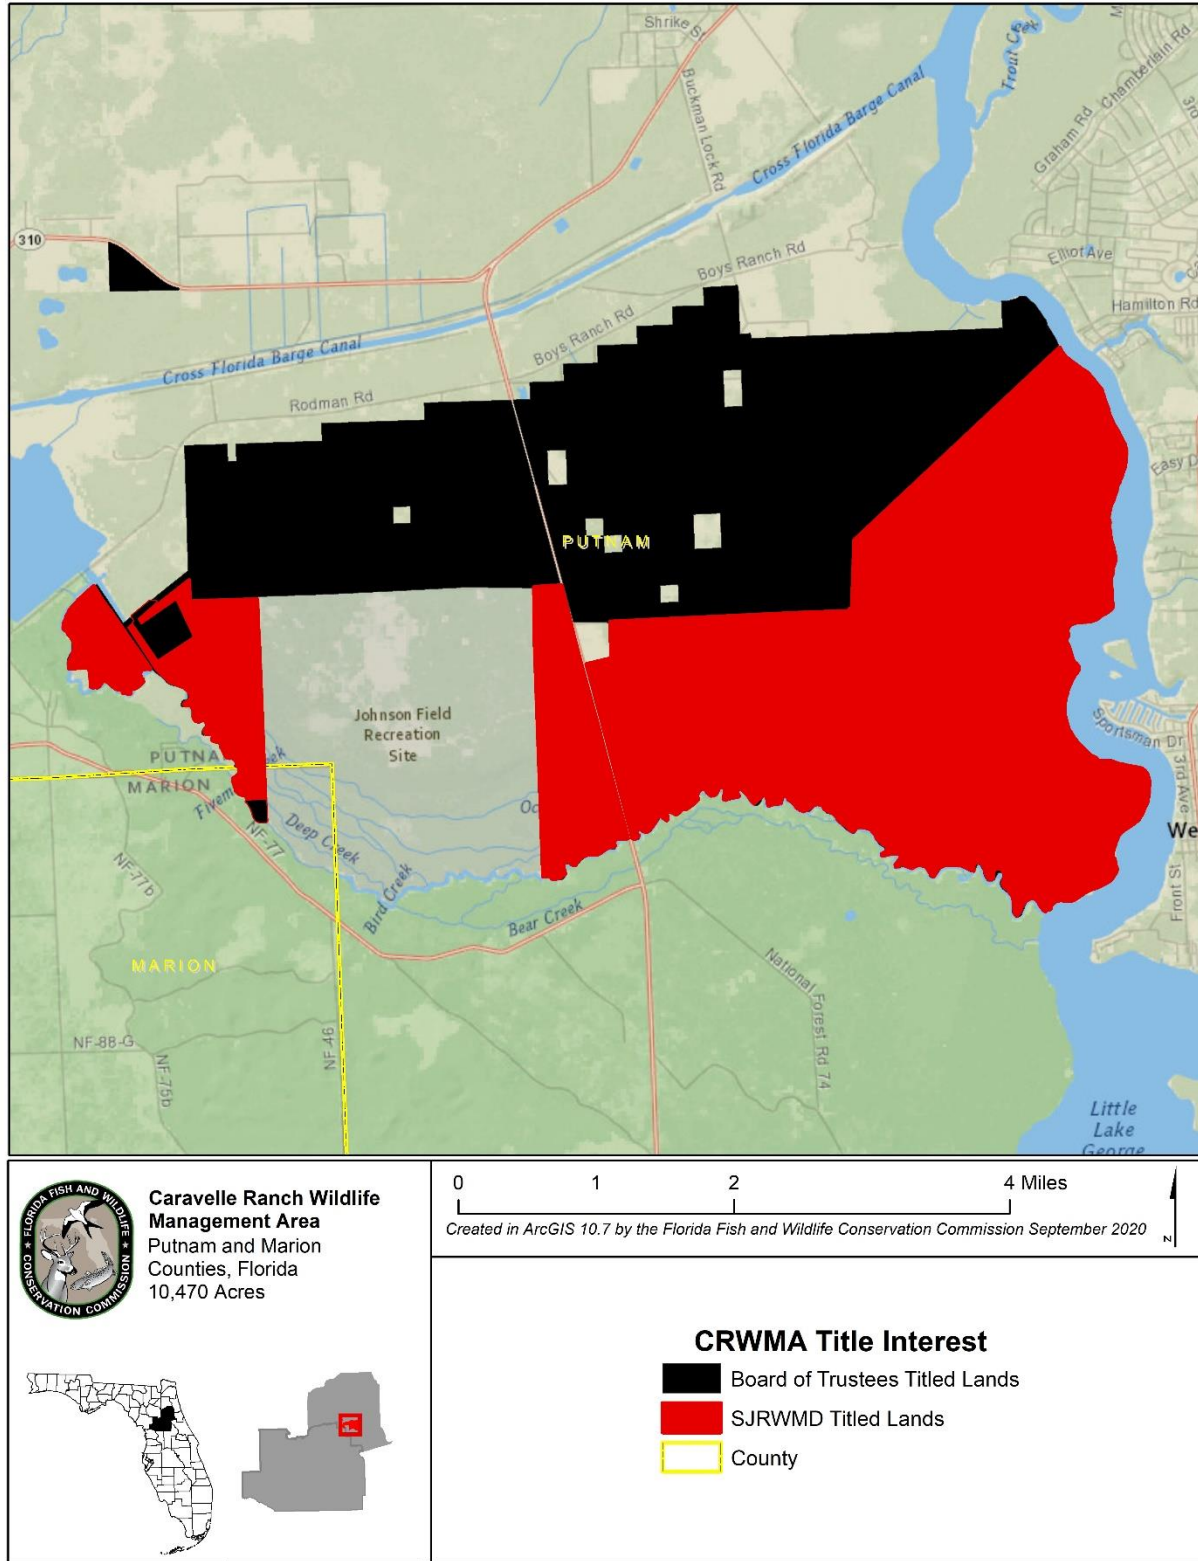 Shrike St
Buckman Lock Rd
Trout Creek
Chamberlain Rd
Graham Rd
Cross Florida Barge Canal
310
Boys Ranch Rd
Elliot Ave
Hamilton Rd
Boys Ranch Rd
Cross Florida Barge Canal
Rodman Rd
Easy D
PUTNAM
Johnson Field
Recreation
Site
Sportsman Dr
3rd Ave
PUTNA
MARION
Deep Creek
NF-77
NF-77b
Bird Creek
Bear Creek
We
Front St
MARION
National Forest Rd 74
NF-88-G
NF-46
NF-75b
Little
Lake
George
FLORIDA FISH AND WILDLIFE
CONSERVATION COMMISSION
Caravelle Ranch Wildlife
Management Area
Putnam and Marion
Counties, Florida
10,470 Acres
0 1 2 4 Miles
Created in ArcGIS 10.7 by the Florida Fish and Wildlife Conservation Commission September 2020
N
CRWMA Title Interest
Board of Trustees Titled Lands
SJRWMD Titled Lands
County